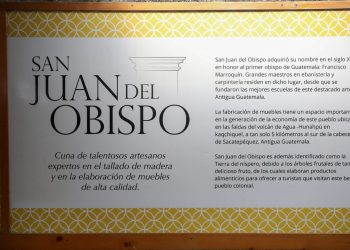 SAN
JUAN DEL
OBISPO
Cuna de talentosos artesanos
expertos en el tallado de madera
y en la elaboración de muebles
de alta calidad.
San Juan del Obispo adquirió su nombre en el siglo X
en honor al primer obispo de Guatemala: Francisco
Marroquín. Grandes maestros en ebanistería y
carpintería residen en dicho lugar, desde que se
fundaron las mejores escuelas de este destacado art
Antigua Guatemala.
La fabricación de muebles tiene un espacio important
en la generación de la economía de este pueblo ubica
en las faldas del volcán de Agua -Hunahpú en
kaqchiquel, a tan solo 5 kilómetros al sur de la cabece
de Sacatepéquez, Antigua Guatemala.
San Juan del Obispo es además identificado como la
Tierra del níspero, debido a los árboles frutales de tan
delicioso fruto, de los cuales elaboran productos
alimenticios para ofrecer a turistas que visitan este be
pueblo colonial.